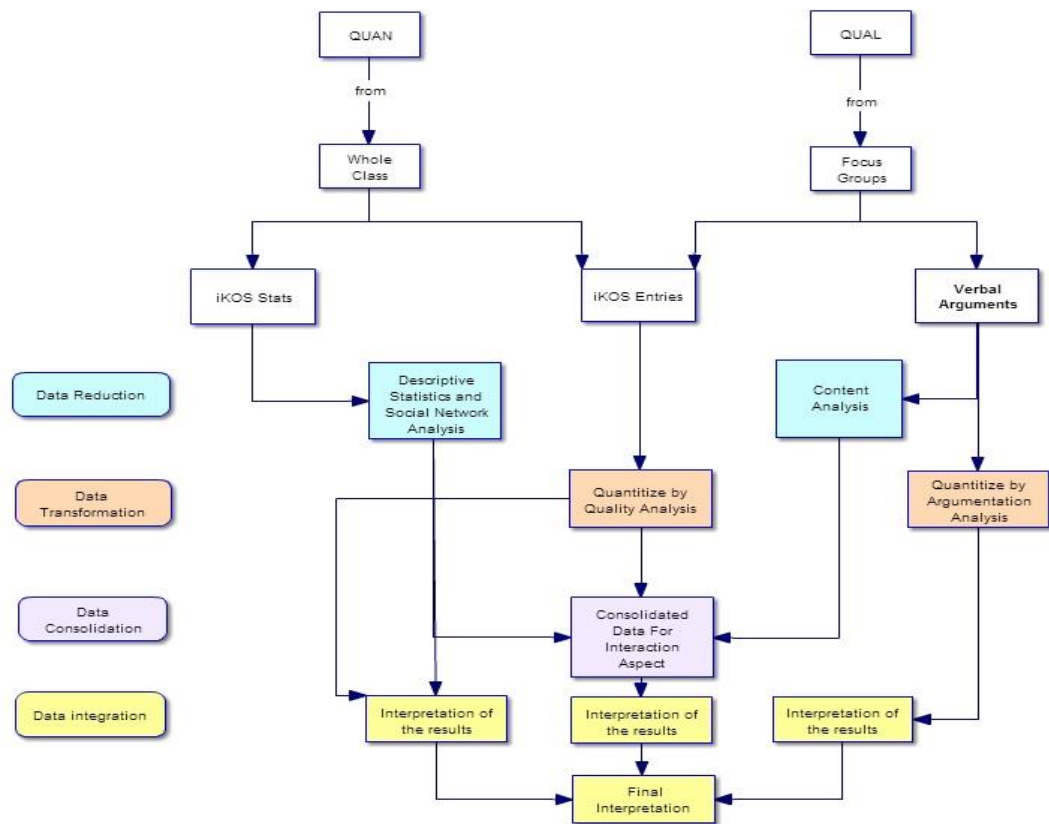 QUAN
QUAL
from
from
Whole
Class
Focus
Groups
iKOS Stats
iKOS Entries
Verbal
Arguments
Data Reduction
Descriptive
Statistics and
Social Network
Analysis
Content
Analysis
Data
Transformation
Quantitize by
Quality Analysis
Quantitize by
Argumentation
Analysis
Data
Consolidation
Consolidated
Data For
Interaction
Aspect
Data integration
Interpretation of
the results
Interpretation of
the results
Interpretation of
the results
Final
Interpretation